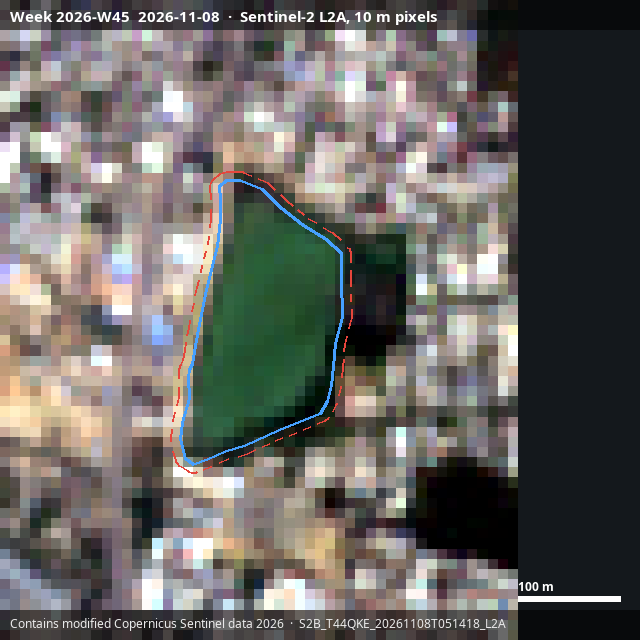 Week 2026-W45 2026-11-08 · Sentinel-2 L2A, 10 m pixels
100 m
Contains modified Copernicus Sentinel data 2026 · S2B_T44QKE_20261108T051418_L2A